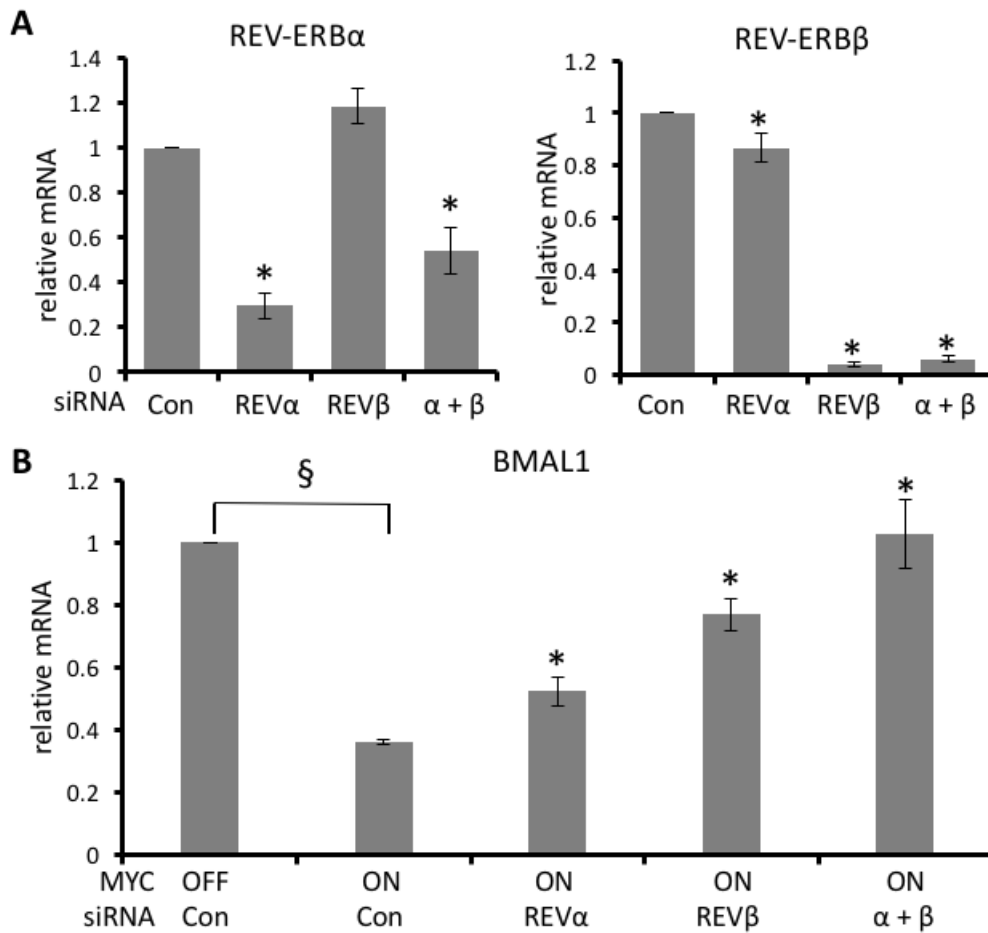 A
REV-ERBα
relative mRNA
1.4
1.2
1
0.8
0.6
0.4
0.2
0
* *
siRNA Con REVα REVβ α + β
REV-ERBβ
relative mRNA
1.2
1
0.8
0.6
0.4
0.2
0
* * *
Con REVα REVβ α + β
B
BMAL1
§
relative mRNA
1.2
1
0.8
0.6
0.4
0.2
0
* * *
MYC OFF ON ON ON ON
siRNA Con Con REVα REVβ α + β